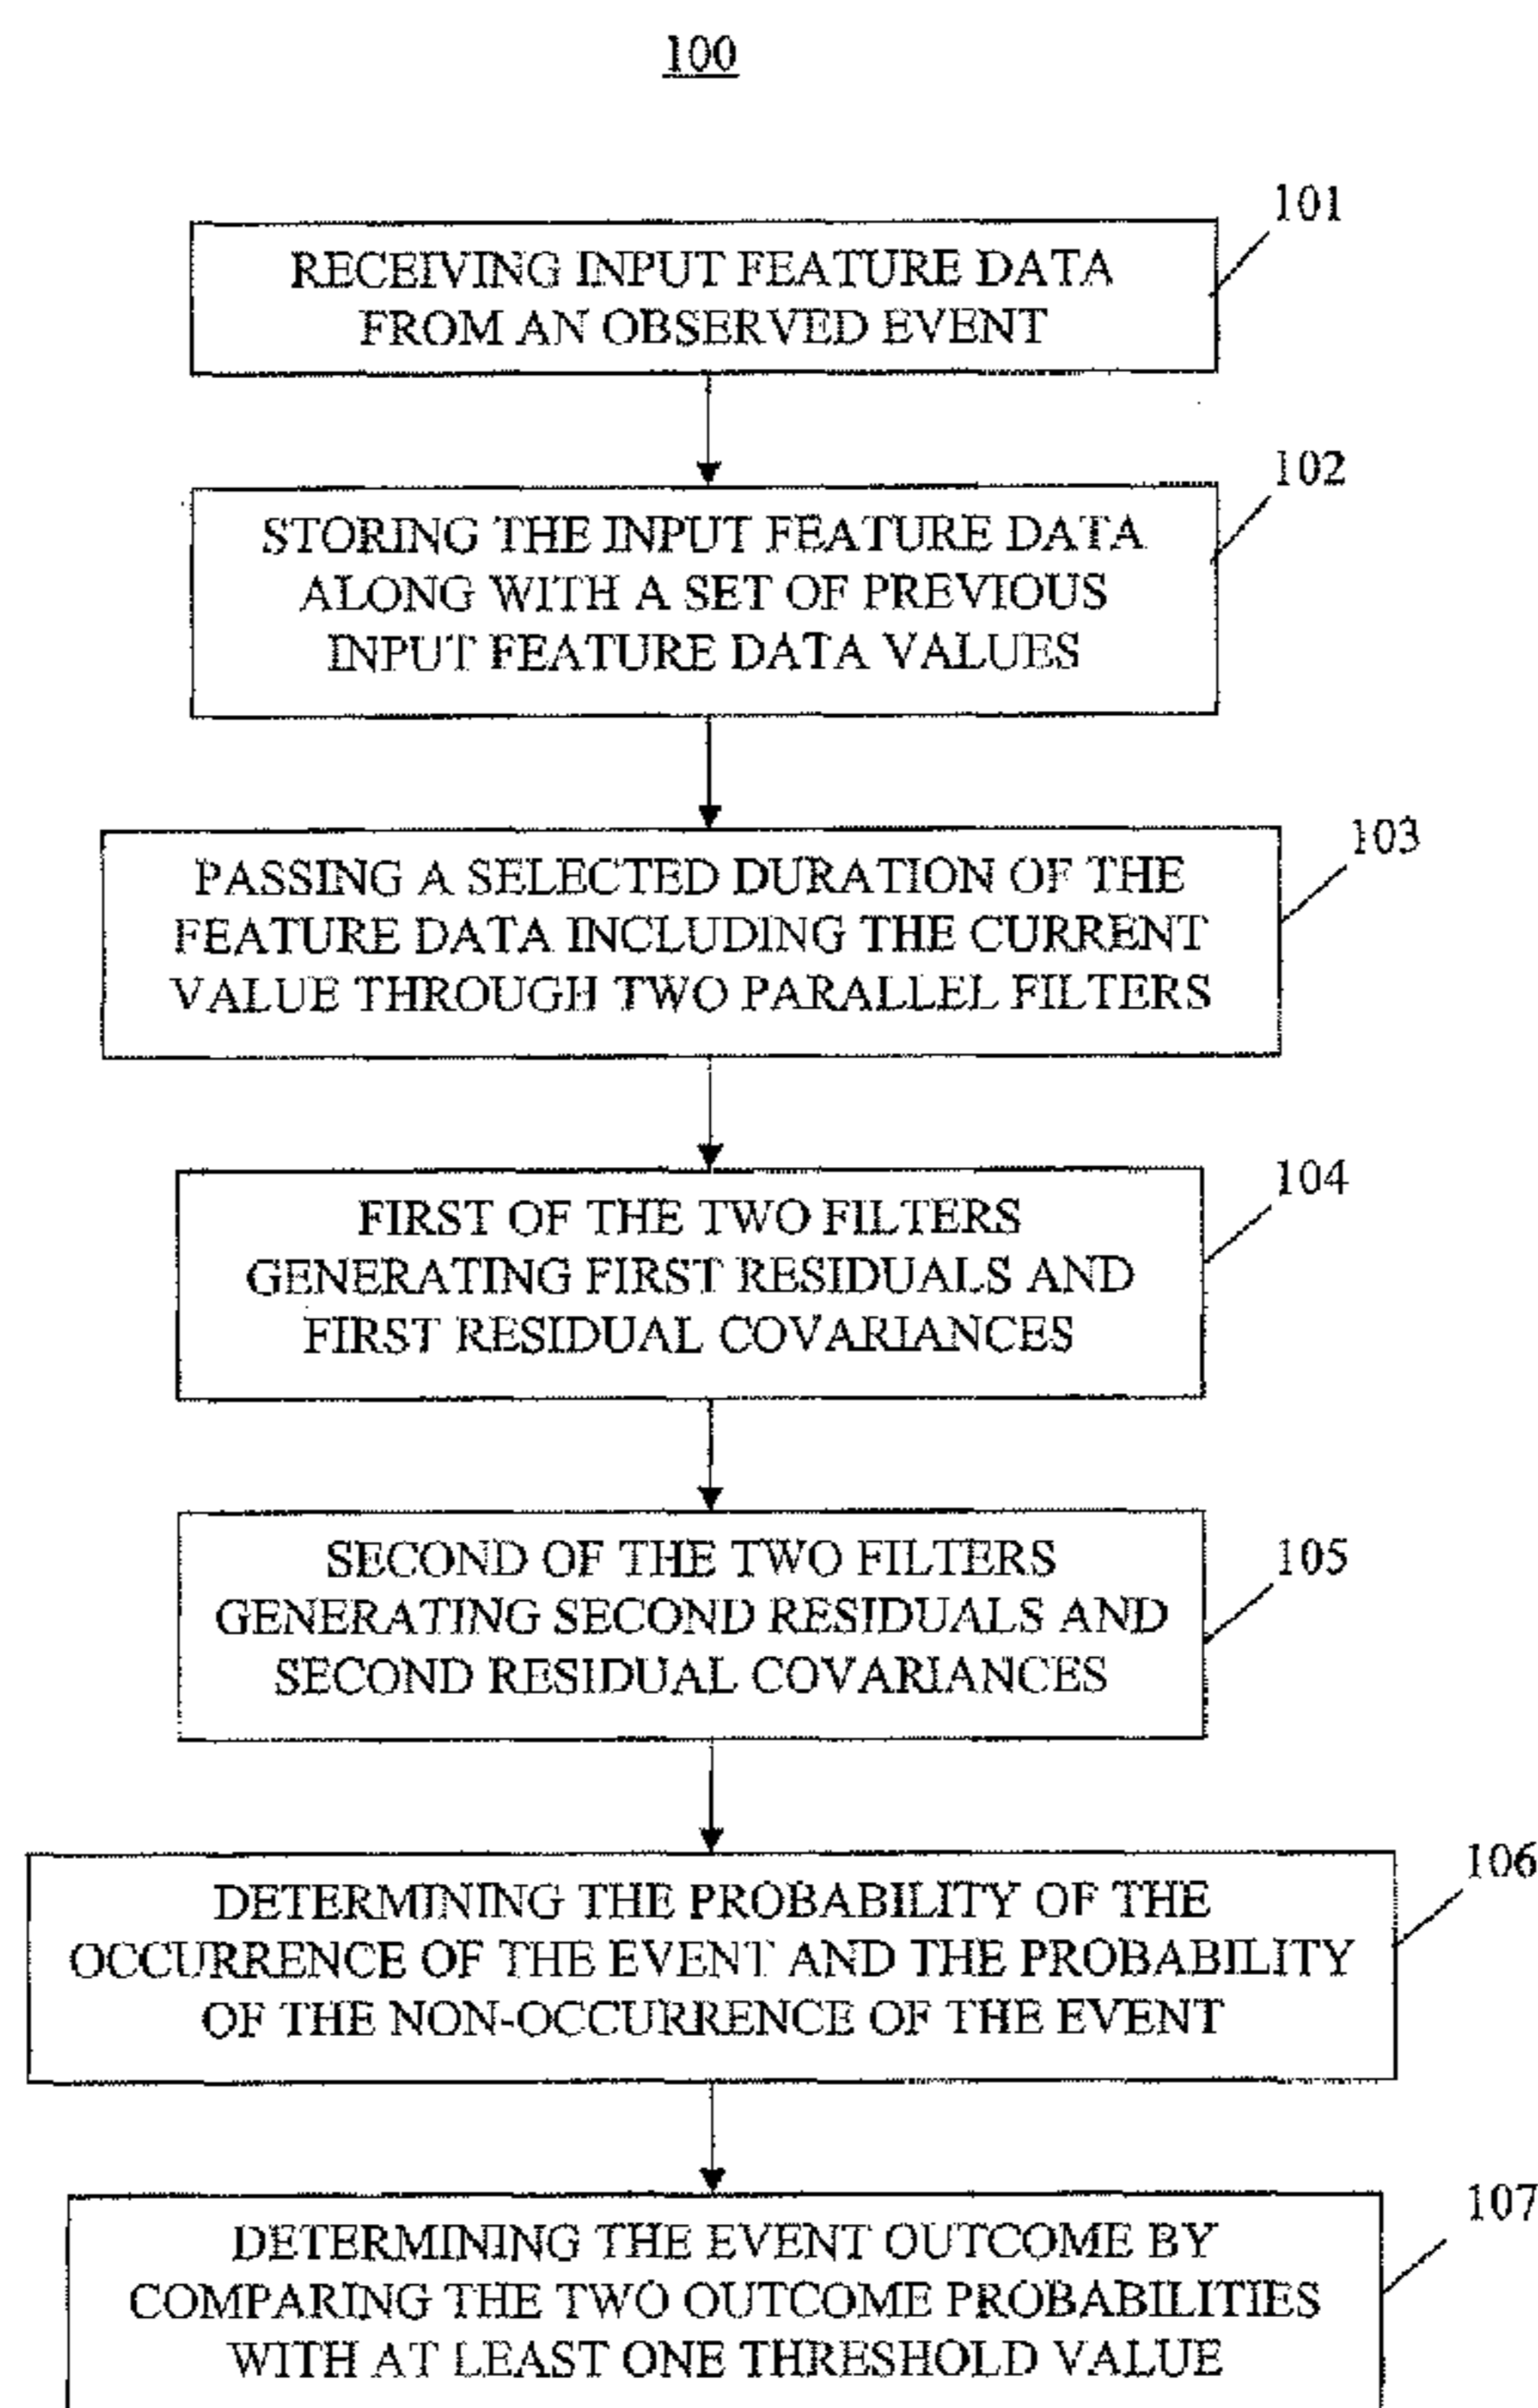 100
101
RECEIVING INPUT FEATURE DATA
FROM AN OBSERVED EVENT
102
STORING THE INPUT FEATURE DATA
ALONG WITH A SET OF PREVIOUS
INPUT FEATURE DATA VALUES
103
PASSING A SELECTED DURATION OF THE
FEATURE DATA INCLUDING THE CURRENT
VALUE THROUGH TWO PARALLEL FILTERS
104
FIRST OF THE TWO FILTERS
GENERATING FIRST RESIDUALS AND
FIRST RESIDUAL COVARIANCES
105
SECOND OF THE TWO FILTERS
GENERATING SECOND RESIDUALS AND
SECOND RESIDUAL COVARIANCES
106
DETERMINING THE PROBABILITY OF THE
OCCURRENCE OF THE EVENT AND THE PROBABILITY
OF THE NON-OCCURRENCE OF THE EVENT
107
DETERMINING THE EVENT OUTCOME BY
COMPARING THE TWO OUTCOME PROBABILITIES
WITH AT LEAST ONE THRESHOLD VALUE